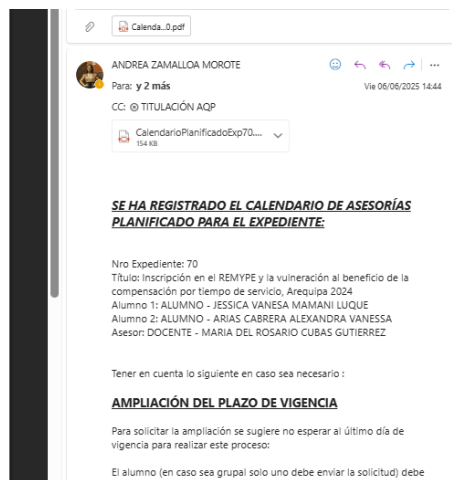 Calenda...0.pdf
ANDREA ZAMALLOA MOROTE
Para: y 2 más
Vie 06/06/2025 14:44
CC: TITULACIÓN AQP
CalendarioPlanificadoExp70....
154 KB
SE HA REGISTRADO EL CALENDARIO DE ASESORÍAS
PLANIFICADO PARA EL EXPEDIENTE:
Nro Expediente: 70
Título: Inscripción en el REMYPE y la vulneración al beneficio de la
compensación por tiempo de servicio, Arequipa 2024
Alumno 1: ALUMNO - JESSICA VANESA MAMANI LUQUE
Alumno 2: ALUMNO - ARIAS CABRERA ALEXANDRA VANESSA
Asesor: DOCENTE - MARIA DEL ROSARIO CUBAS GUTIERREZ
Tener en cuenta lo siguiente en caso sea necesario :
AMPLIACIÓN DEL PLAZO DE VIGENCIA
Para solicitar la ampliación se sugiere no esperar al último día de
vigencia para realizar este proceso:
El alumno (en caso sea grupal solo uno debe enviar la solicitud) debe